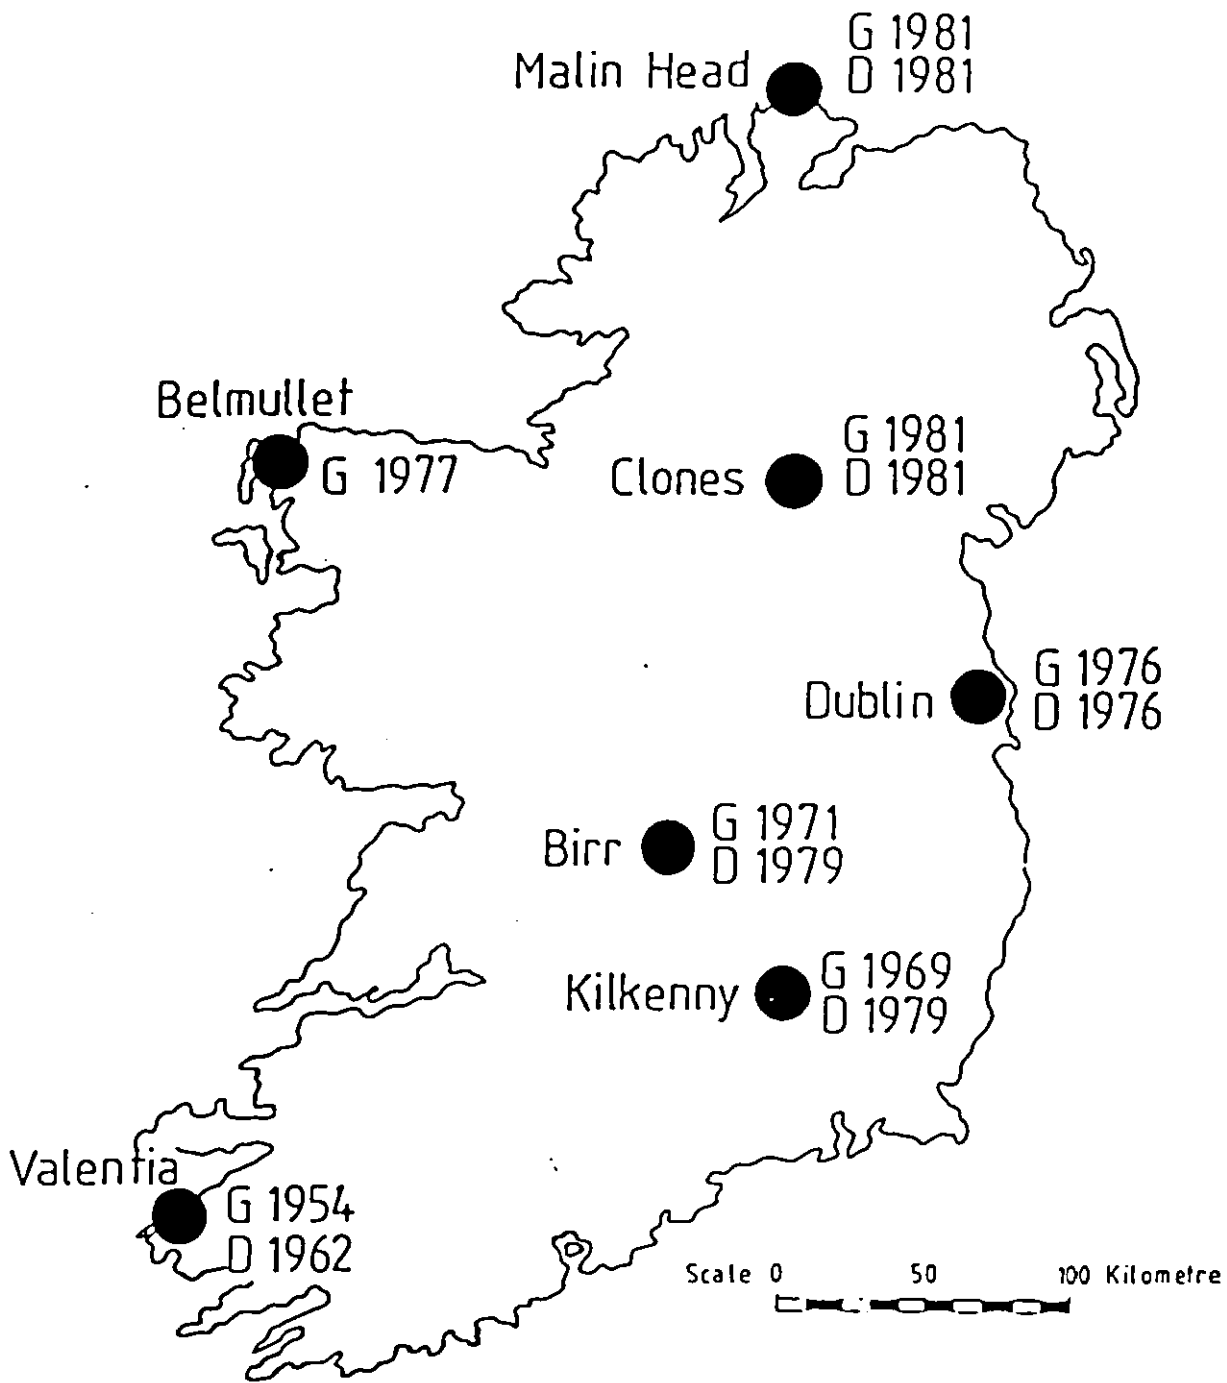 G 1981
Malin Head D 1981
Belmullet
G 1977
G 1981
Clones D 1981
G 1976
Dublin D 1976
G 1971
Birr D 1979
G 1969
Kilkenny D 1979
Valentia
G 1954
D 1962
Scale 0 50 100 Kilometre